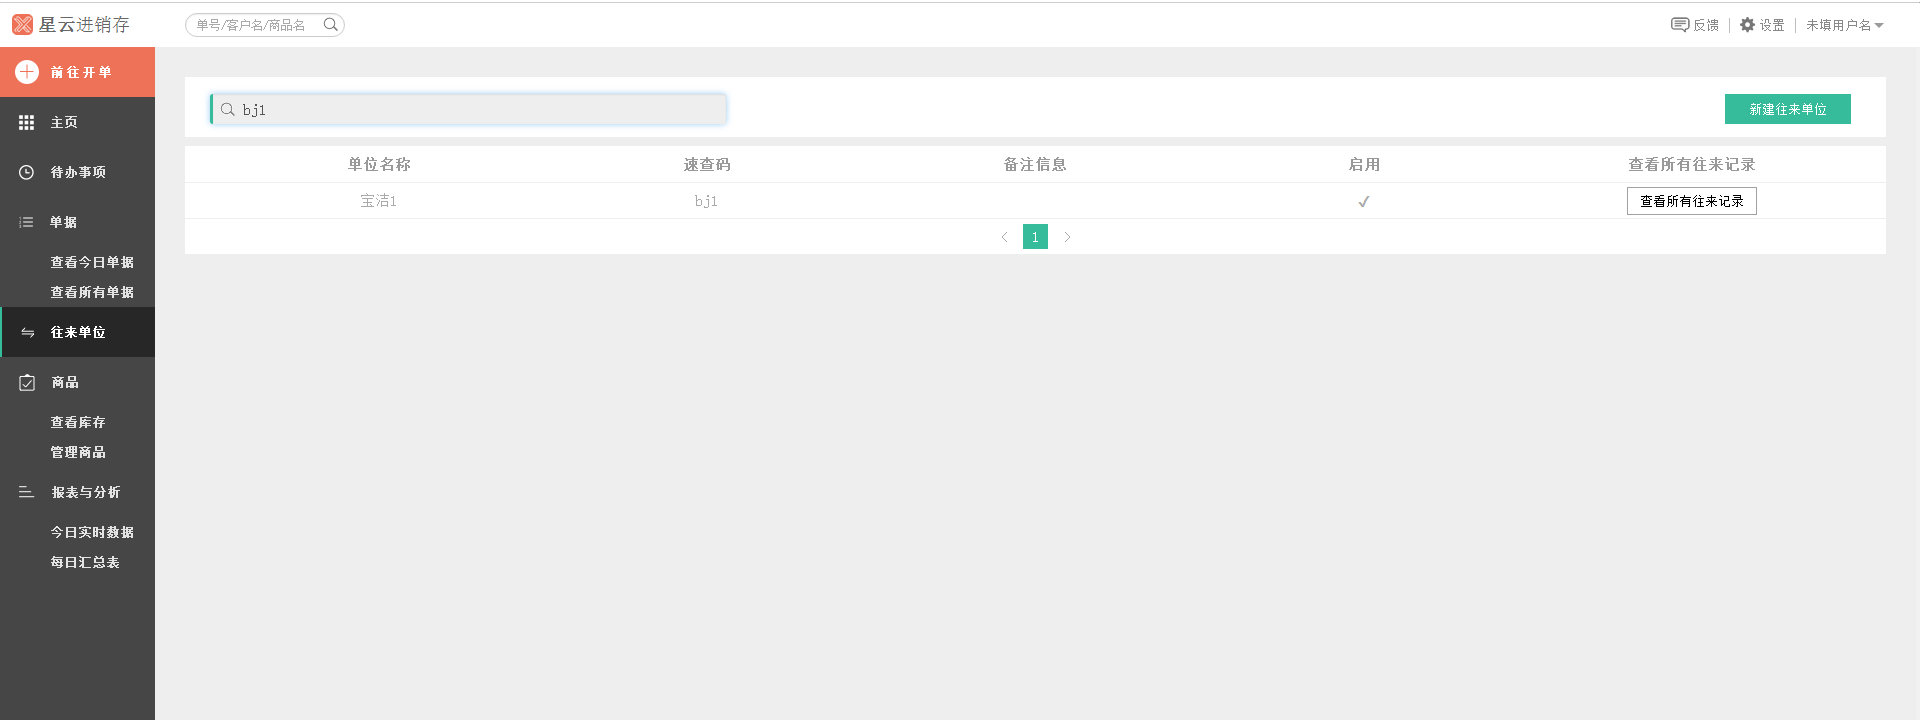 星云进销存
单号/客户名/商品名
反馈
设置
未填用户名
前往开单
主页
待办事项
单据
查看今日单据
查看所有单据
往来单位
商品
查看库存
管理商品
报表与分析
今日实时数据
每日汇总表
bj1
新建往来单位
单位名称 速查码 备注信息 启用 查看所有往来记录
宝洁1 bj1 查看所有往来记录
1